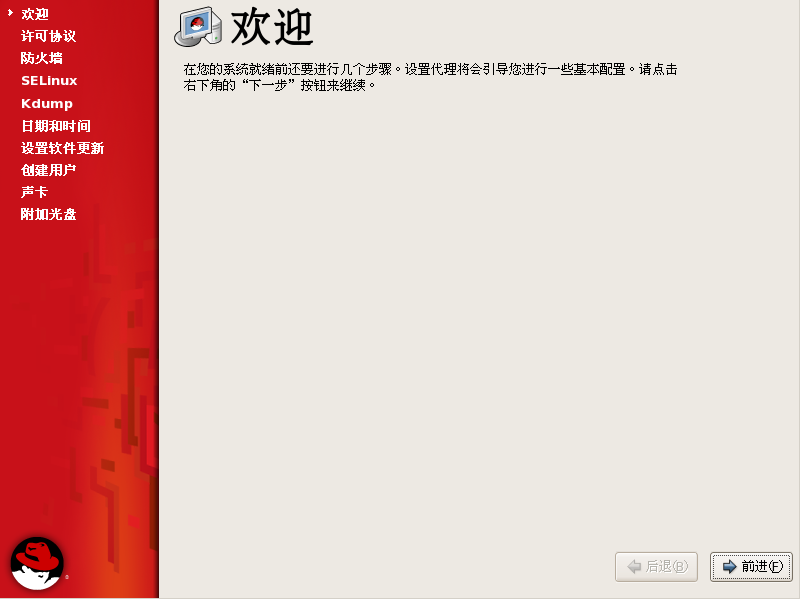 欢迎
许可协议
防火墙
SELinux
Kdump
日期和时间
设置软件更新
创建用户
声卡
附加光盘
欢迎
在您的系统就绪前还要进行几个步骤。设置代理将会引导您进行一些基本配置。请点击
右下角的“下一步”按钮来继续。
后退(B)
前进(F)